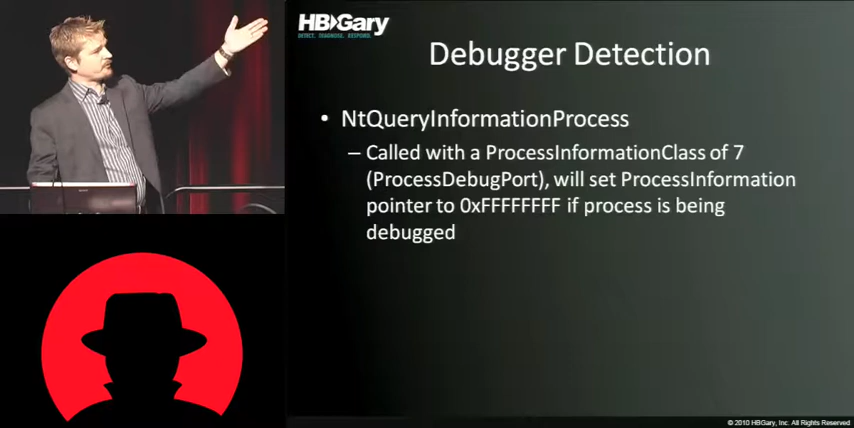 HBGary
DETECT. DIAGNOSE. RESPOND.
Debugger Detection
• NtQueryInformationProcess
– Called with a ProcessInformationClass of 7
(ProcessDebugPort), will set ProcessInformation
pointer to 0xFFFFFFFF if process is being
debugged
© 2010 HBGary, Inc. All Rights Reserved